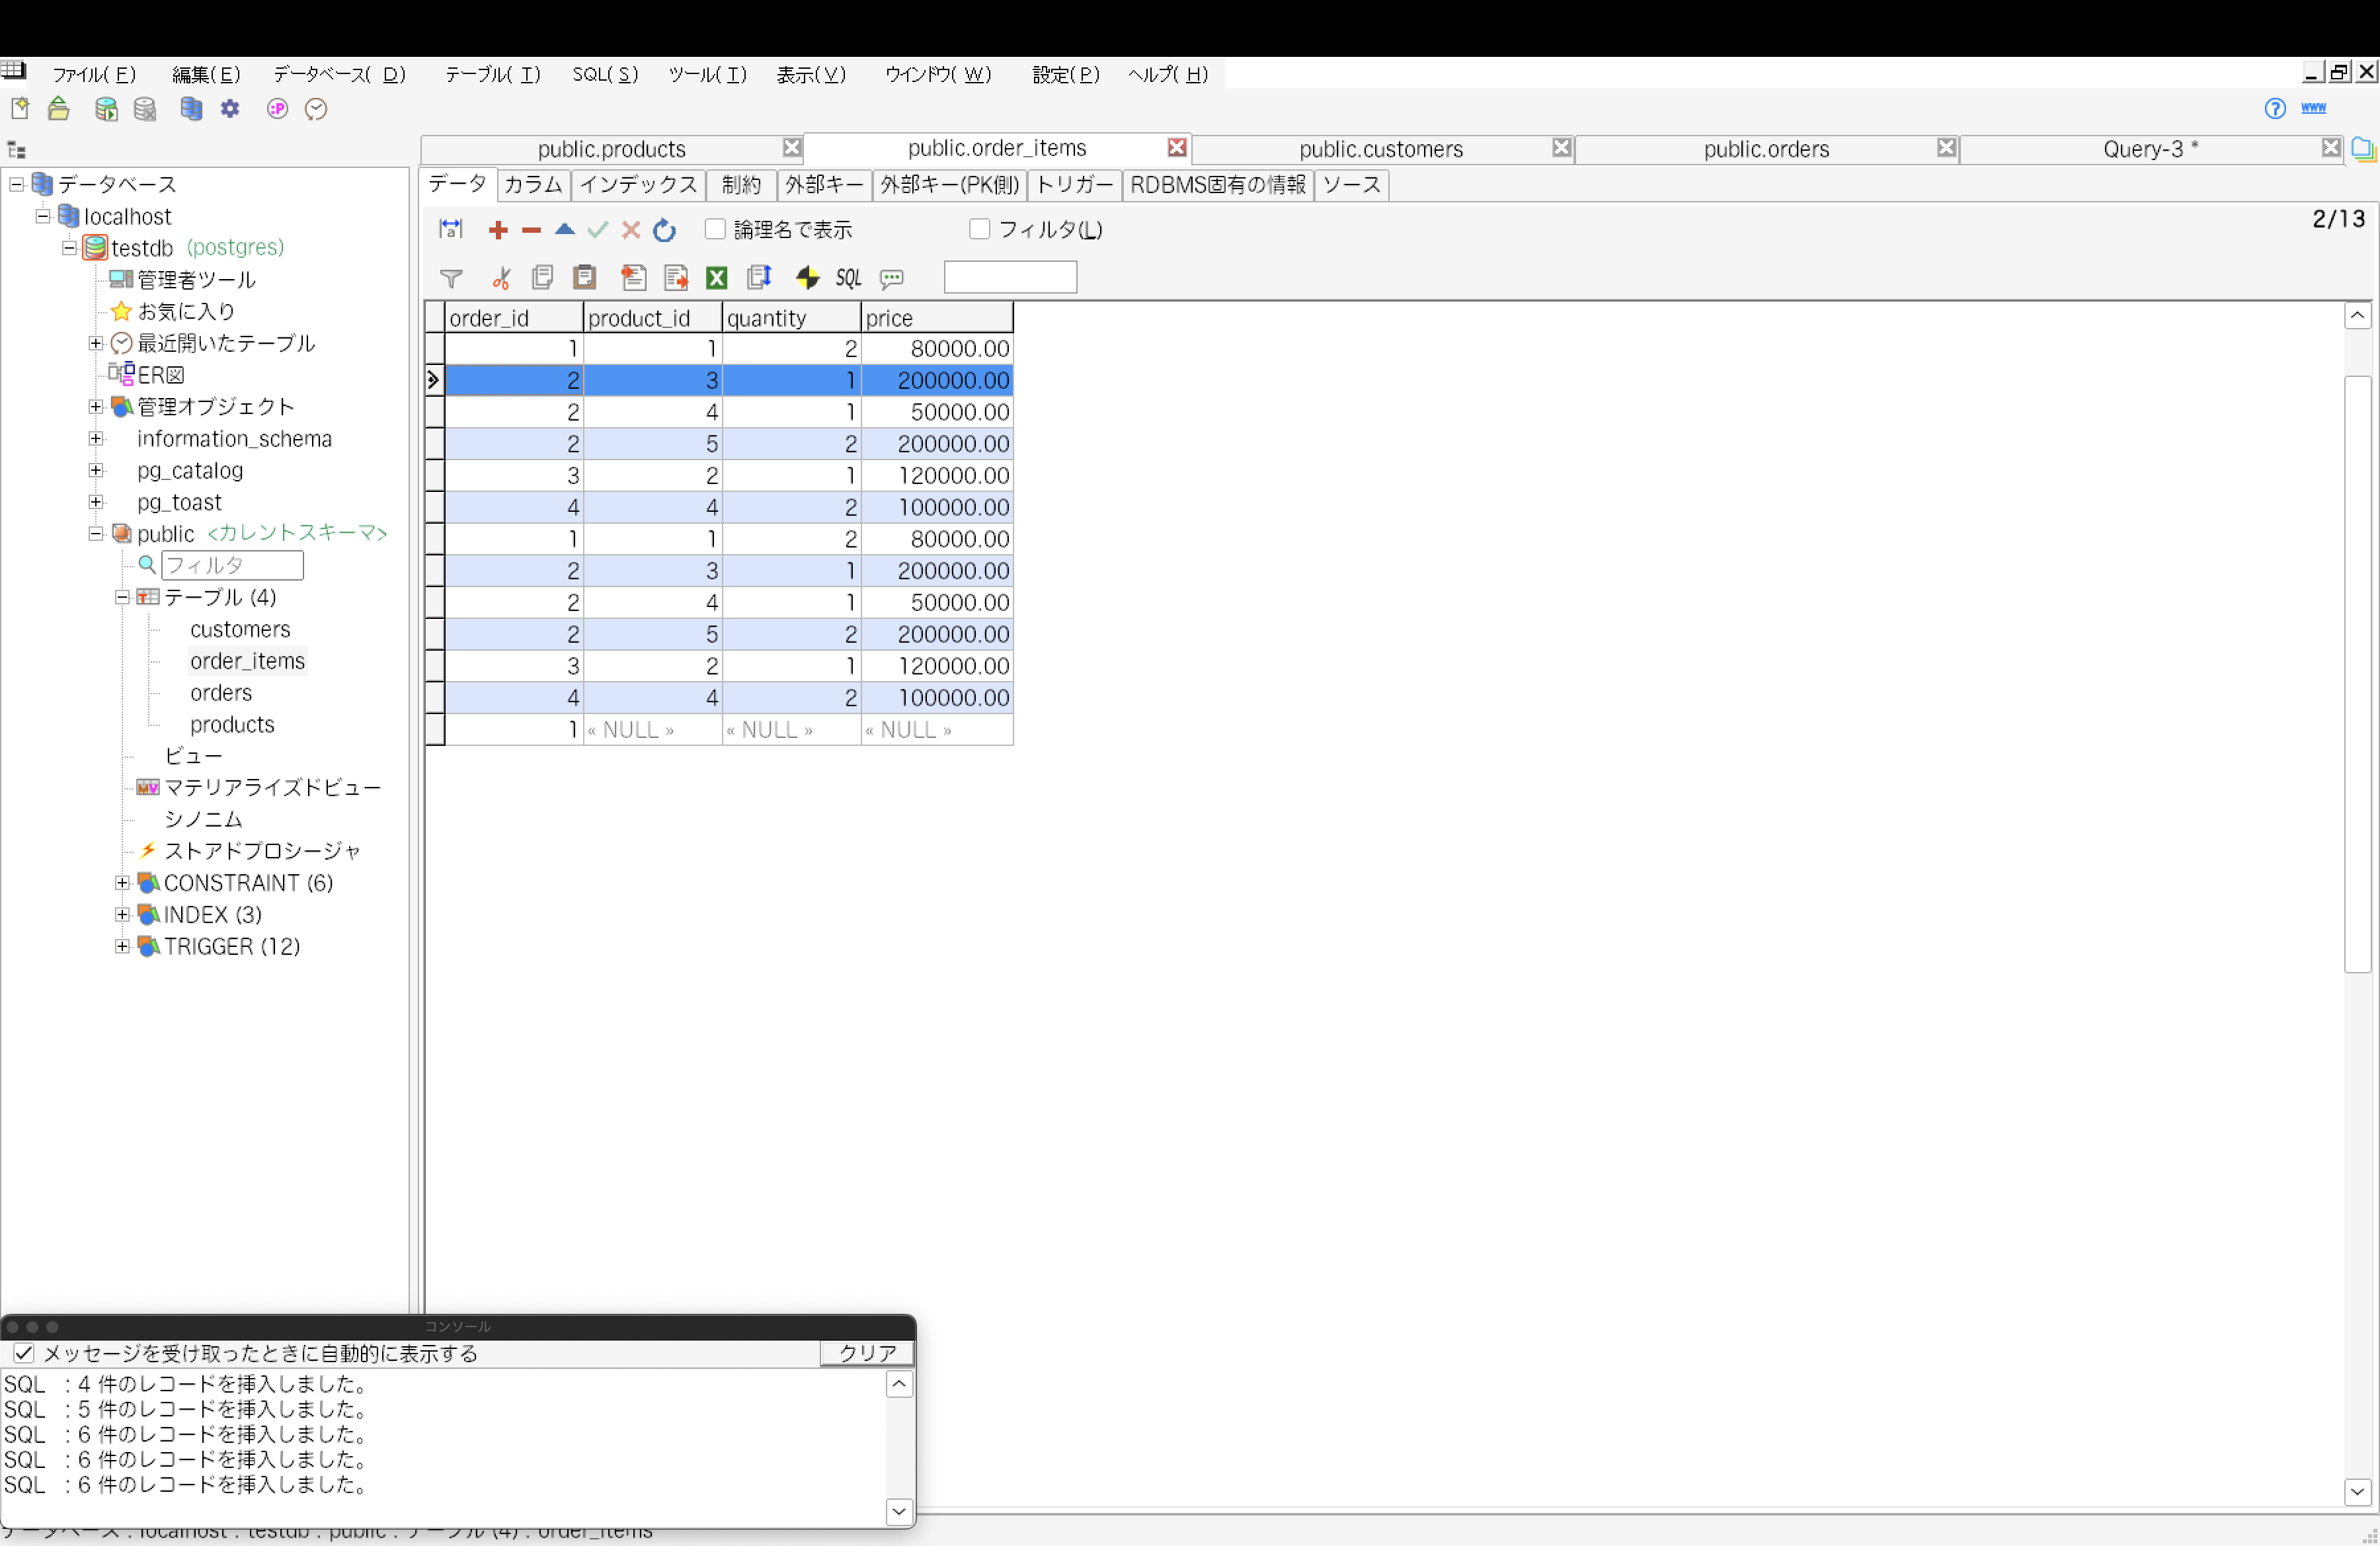 ファイル( F) 編集( E) データベース( D) テーブル( T) SQL( S) ツール( T) 表示( V) ウインドウ( W) 設定( P) ヘルプ( H)
:P ? www
public.products public.order_items public.customers public.orders Query-3 *
データ カラム インデックス 制約 外部キー 外部キー(PK側) トリガー RDBMS固有の情報 ソース
論理名で表示 フィルタ(L) 2/13
SQL
データベース
localhost
testdb (postgres)
管理者ツール
お気に入り
最近開いたテーブル
ER図
管理オブジェクト
information_schema
pg_catalog
pg_toast
public <カレントスキーマ>
フィルタ
テーブル (4)
customers
order_items
orders
products
ビュー
マテリアライズドビュー
シノニム
ストアドプロシージャ
CONSTRAINT (6)
INDEX (3)
TRIGGER (12)
order_id product_id quantity price
1 1 2 80000.00
2 3 1 200000.00
2 4 1 50000.00
2 5 2 200000.00
3 2 1 120000.00
4 4 2 100000.00
1 1 2 80000.00
2 3 1 200000.00
2 4 1 50000.00
2 5 2 200000.00
3 2 1 120000.00
4 4 2 100000.00
1 « NULL » « NULL » « NULL »
コンソール
メッセージを受け取ったときに自動的に表示する クリア
SQL : 4 件のレコードを挿入しました。
SQL : 5 件のレコードを挿入しました。
SQL : 6 件のレコードを挿入しました。
SQL : 6 件のレコードを挿入しました。
SQL : 6 件のレコードを挿入しました。
データベース : localhost : testdb : public : テーブル (4) : order_items